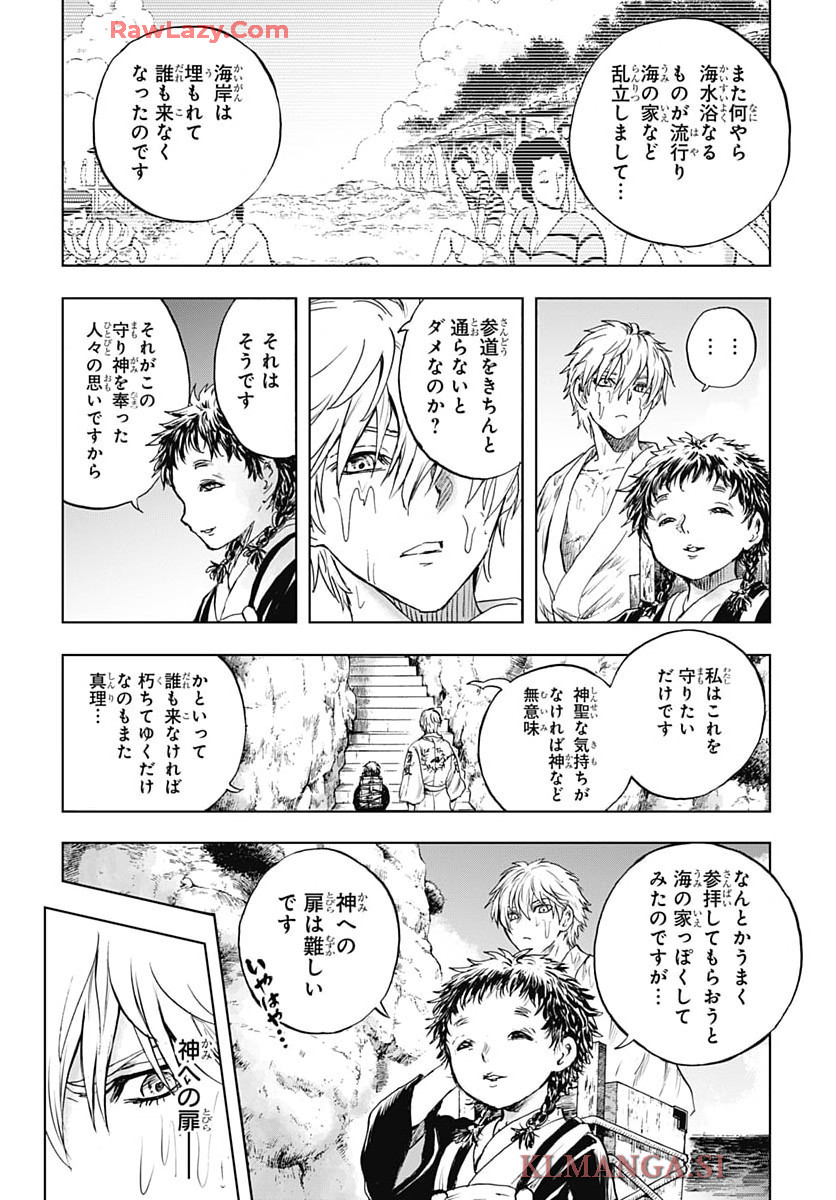 RawLazy.Com
また何やら
海水浴なる
ものが流行り
海の家など
乱立しまして…
海岸は
埋もれて
誰も来なく
なったのです
……
参道をきちんと
通らないと
ダメなのか?
それは
そうです
それがこの
守り神を奉った
人々の思いですから
私はこれを
守りたい
だけです
神聖な気持ちが
なければ神など
無意味
かといって
誰も来なければ
朽ちてゆくだけ
なのもまた
真理…
なんとかうまく
参拝してもらおうと
海の家っぽくして
みたのですが…
神への
扉は難しい
です
いやはや…
神への扉──
KLMANGA.SI